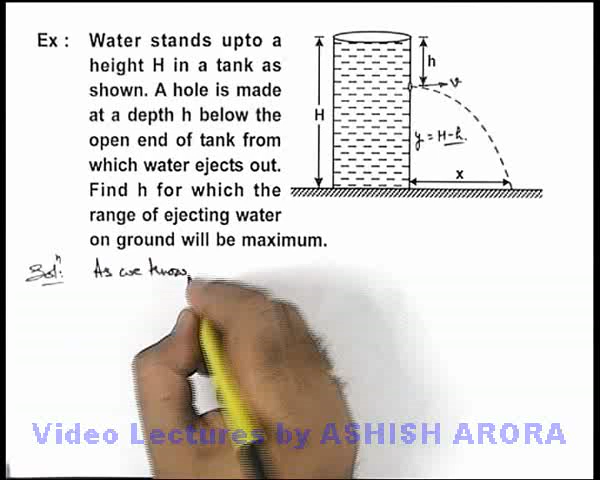 Ex : Water stands upto a
height H in a tank as
shown. A hole is made
at a depth h below the
open end of tank from
which water ejects out.
Find h for which the
range of ejecting water
on ground will be maximum.
h
v
H
y = H-h.
x
Solⁿ: As we know,
Video Lectures by ASHISH ARORA